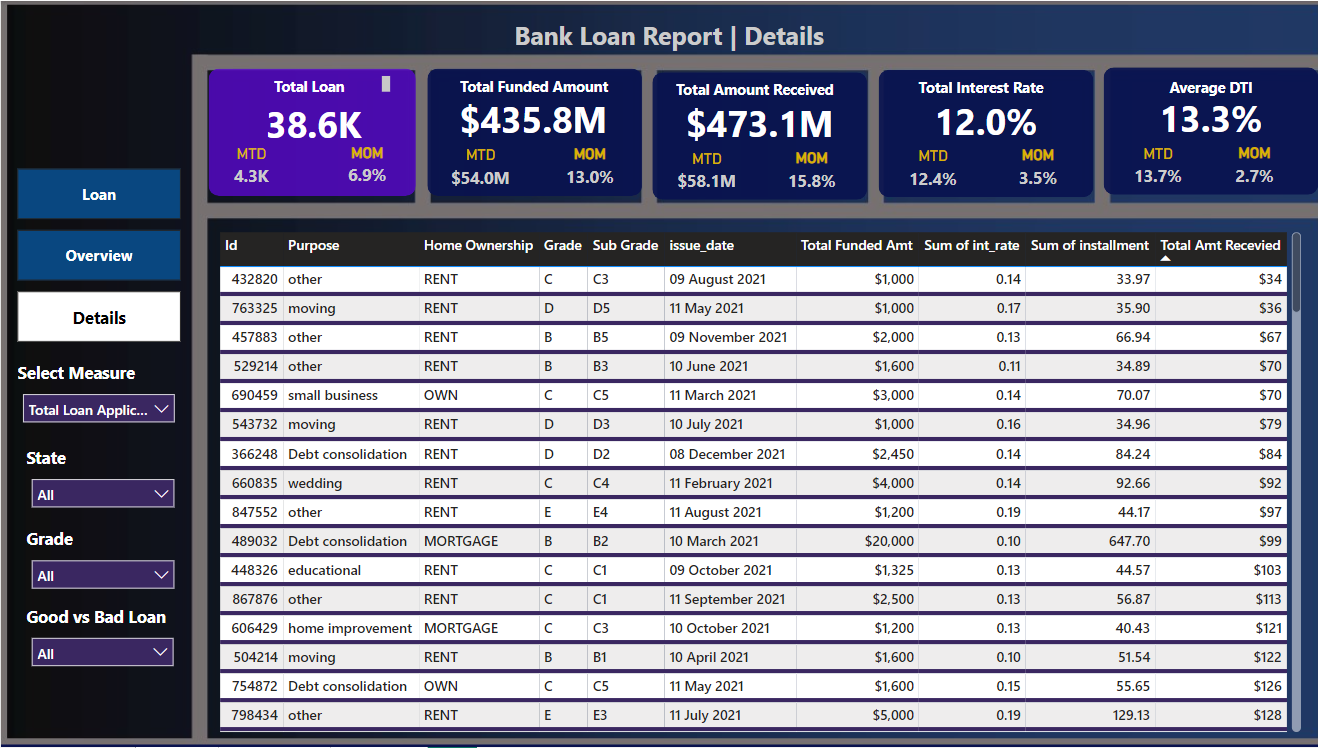 Bank Loan Report | Details
Total Loan
38.6K
MTD MOM
4.3K 6.9%
Total Funded Amount
$435.8M
MTD MOM
$54.0M 13.0%
Total Amount Received
$473.1M
MTD MOM
$58.1M 15.8%
Total Interest Rate
12.0%
MTD MOM
12.4% 3.5%
Average DTI
13.3%
MTD MOM
13.7% 2.7%
Loan
Overview
Details
Select Measure
Total Loan Applic...
State
All
Grade
All
Good vs Bad Loan
All
Id Purpose Home Ownership Grade Sub Grade issue_date Total Funded Amt Sum of int_rate Sum of installment Total Amt Recevied
432820 other RENT C C3 09 August 2021 $1,000 0.14 33.97 $34
763325 moving RENT D D5 11 May 2021 $1,000 0.17 35.90 $36
457883 other RENT B B5 09 November 2021 $2,000 0.13 66.94 $67
529214 other RENT B B3 10 June 2021 $1,600 0.11 34.89 $70
690459 small business OWN C C5 11 March 2021 $3,000 0.14 70.07 $70
543732 moving RENT D D3 10 July 2021 $1,000 0.16 34.96 $79
366248 Debt consolidation RENT D D2 08 December 2021 $2,450 0.14 84.24 $84
660835 wedding RENT C C4 11 February 2021 $4,000 0.14 92.66 $92
847552 other RENT E E4 11 August 2021 $1,200 0.19 44.17 $97
489032 Debt consolidation MORTGAGE B B2 10 March 2021 $20,000 0.10 647.70 $99
448326 educational RENT C C1 09 October 2021 $1,325 0.13 44.57 $103
867876 other RENT C C1 11 September 2021 $2,500 0.13 56.87 $113
606429 home improvement MORTGAGE C C3 10 October 2021 $1,200 0.13 40.43 $121
504214 moving RENT B B1 10 April 2021 $1,600 0.10 51.54 $122
754872 Debt consolidation OWN C C5 11 May 2021 $1,600 0.15 55.65 $126
798434 other RENT E E3 11 July 2021 $5,000 0.19 129.13 $128